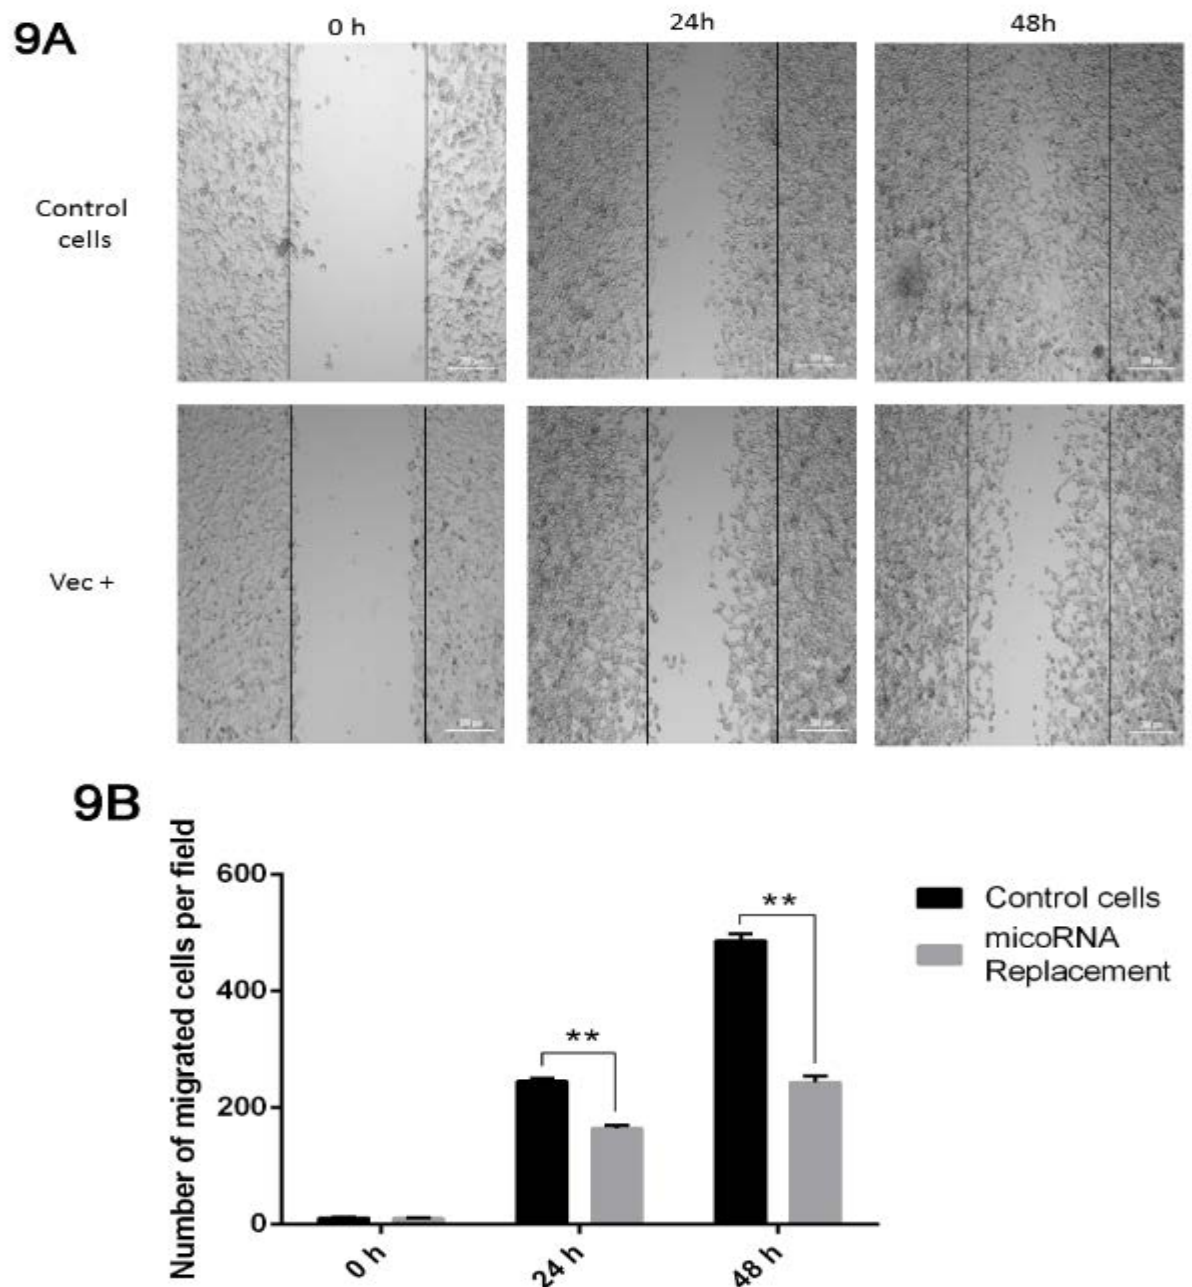 9A
0 h
24h
48h
Control
cells
Vec +
9B
Number of migrated cells per field
600
400
200
0
**
**
0 h
24 h
48 h
Control cells
micoRNA
Replacement